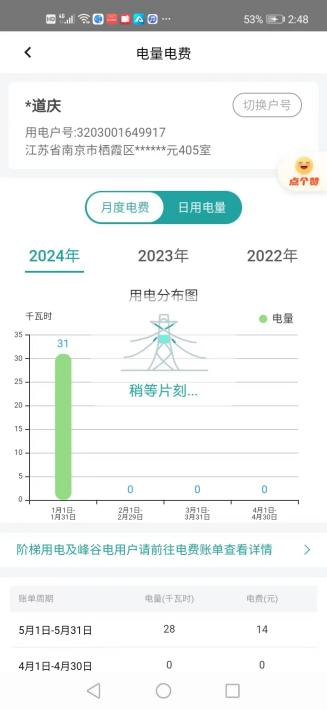 HD 4G 53% 2:48
电量电费
*道庆
切换户号
用电户号:3203001649917
江苏省南京市栖霞区******元405室
点个赞
月度电费 日用电量
2024年 2023年 2022年
用电分布图
千瓦时
电量
35
31
30
25
20
15
10
5
0
0 0 0
1月1日-
1月31日
2月1日-
2月29日
3月1日-
3月31日
4月1日-
4月30日
稍等片刻...
阶梯用电及峰谷电用户请前往电费账单查看详情
账单周期 电量(千瓦时) 电费(元)
5月1日-5月31日 28 14
4月1日-4月30日 0 0